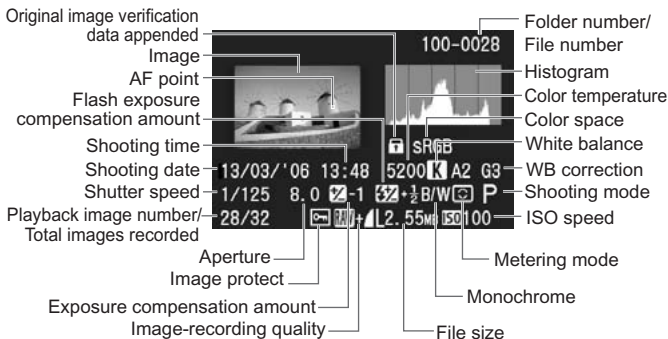 Original image verification
data appended
Image
AF point
Flash exposure
compensation amount
Shooting time
Shooting date
Shutter speed
Playback image number/
Total images recorded
Aperture
Image protect
Exposure compensation amount
Image-recording quality
100-0028
sRGB
13/03/'06 13:48 5200 K A2 G3
1/125 8.0 -1 +½ B/W P
28/32 RAW+L 2.55MB ISO 100
Folder number/
File number
Histogram
Color temperature
Color space
White balance
WB correction
Shooting mode
ISO speed
Metering mode
Monochrome
File size